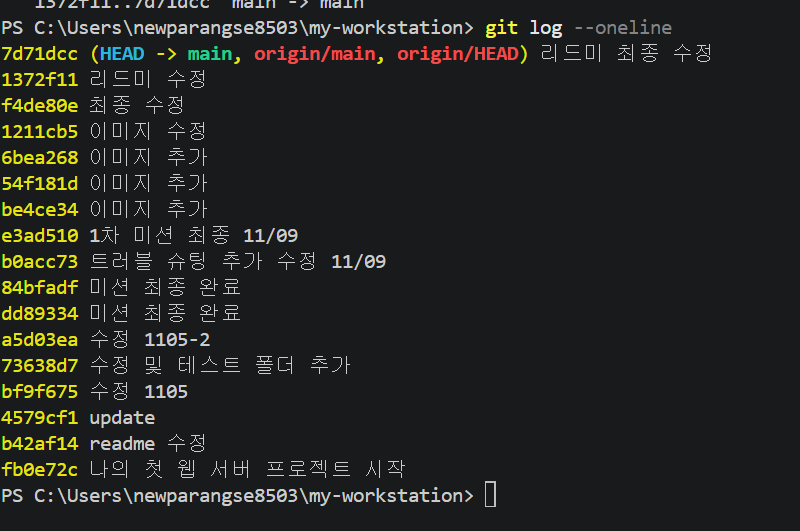 1372f11..7d71dcc  main -> main
PS C:\Users\newparangse8503\my-workstation> git log --oneline
7d71dcc (HEAD -> main, origin/main, origin/HEAD) 리드미 최종 수정
1372f11 리드미 수정
f4de80e 최종 수정
1211cb5 이미지 수정
6bea268 이미지 추가
54f181d 이미지 추가
be4ce34 이미지 추가
e3ad510 1차 미션 최종 11/09
b0acc73 트러블 슈팅 추가 수정 11/09
84bfadf 미션 최종 완료
dd89334 미션 최종 완료
a5d03ea 수정 1105-2
73638d7 수정 및 테스트 폴더 추가
bf9f675 수정 1105
4579cf1 update
b42af14 readme 수정
fb0e72c 나의 첫 웹 서버 프로젝트 시작
PS C:\Users\newparangse8503\my-workstation>